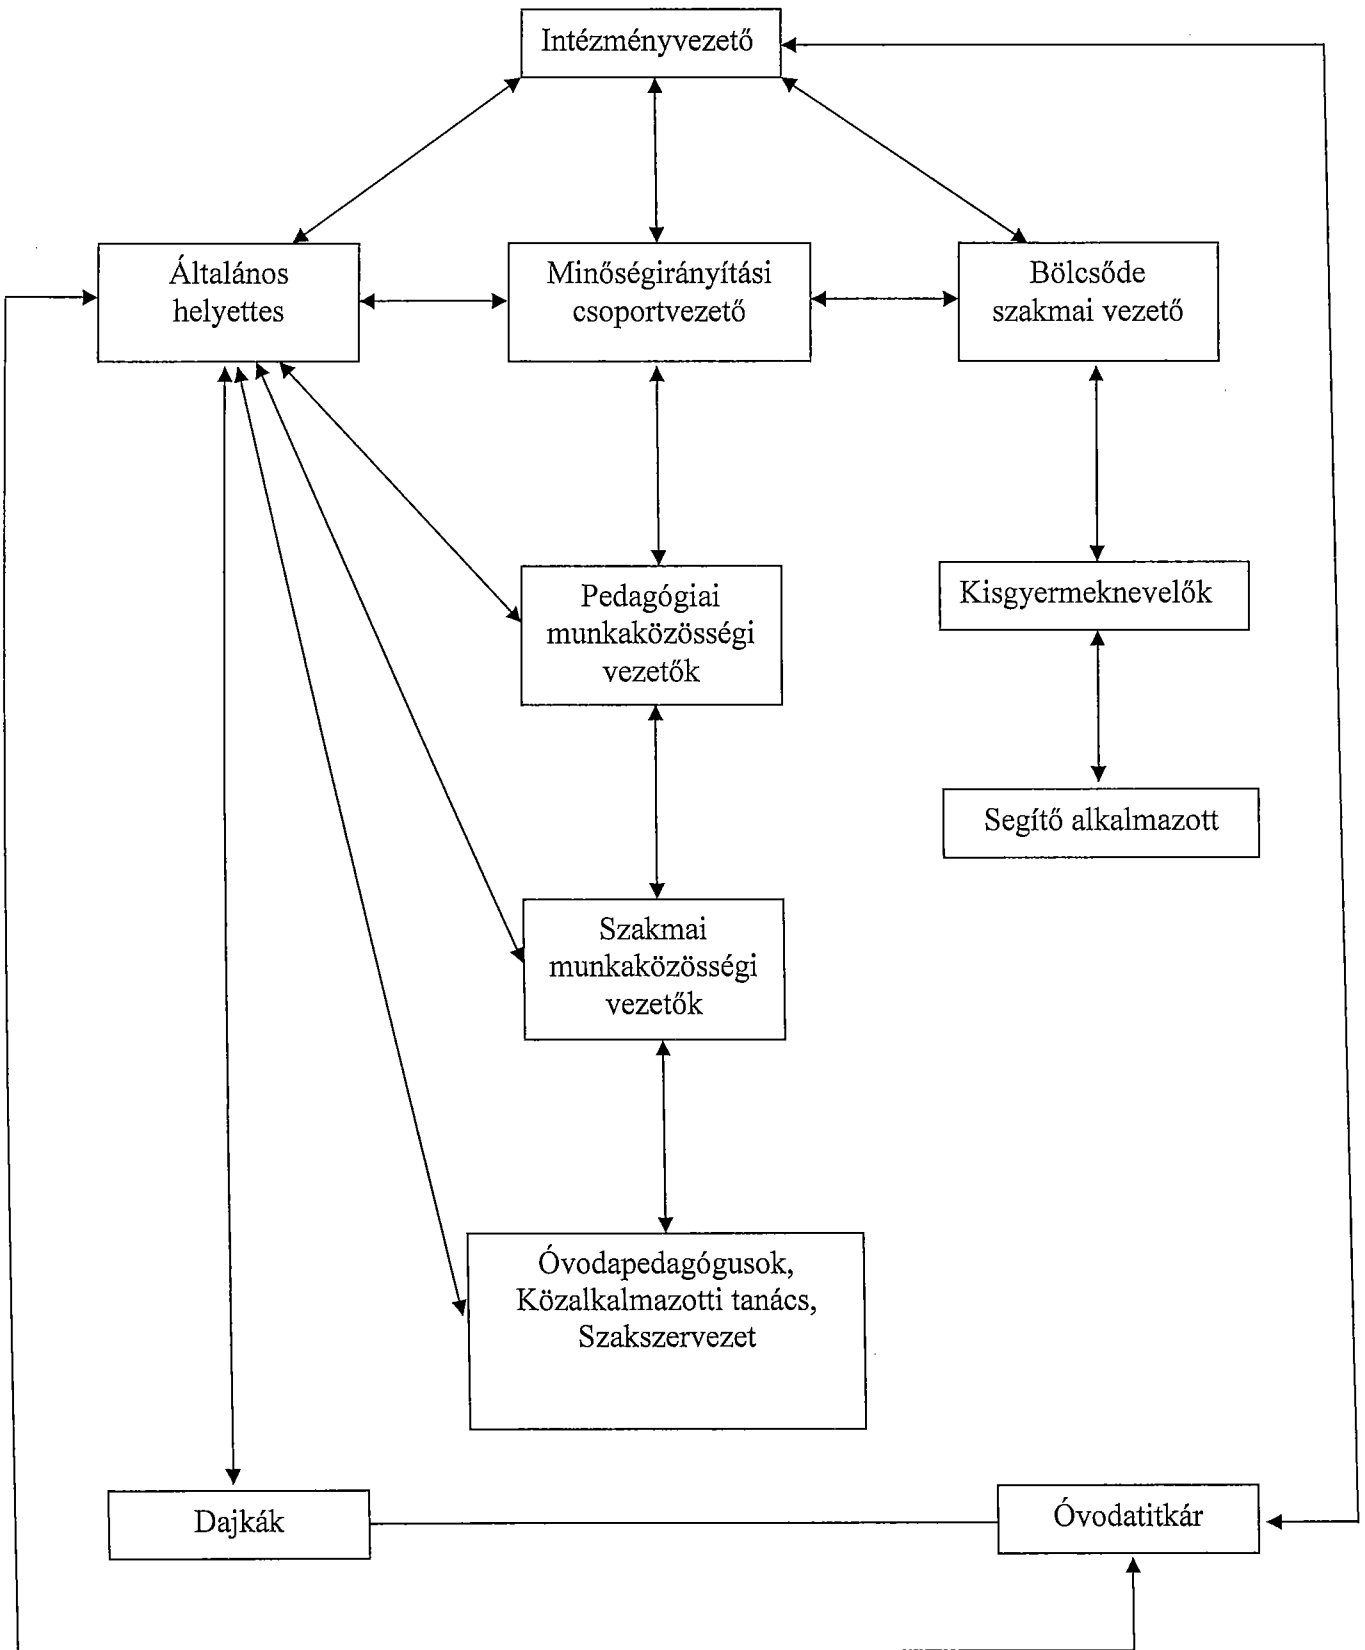 Intézményvezető
Általános
helyettes
Minőségirányítási
csoportvezető
Bölcsőde
szakmai vezető
Pedagógiai
munkaközösségi
vezetők
Kisgyermeknevelők
Segítő alkalmazott
Szakmai
munkaközösségi
vezetők
Óvodapedagógusok,
Közalkalmazotti tanács,
Szakszervezet
Dajkák
Óvodatitkár